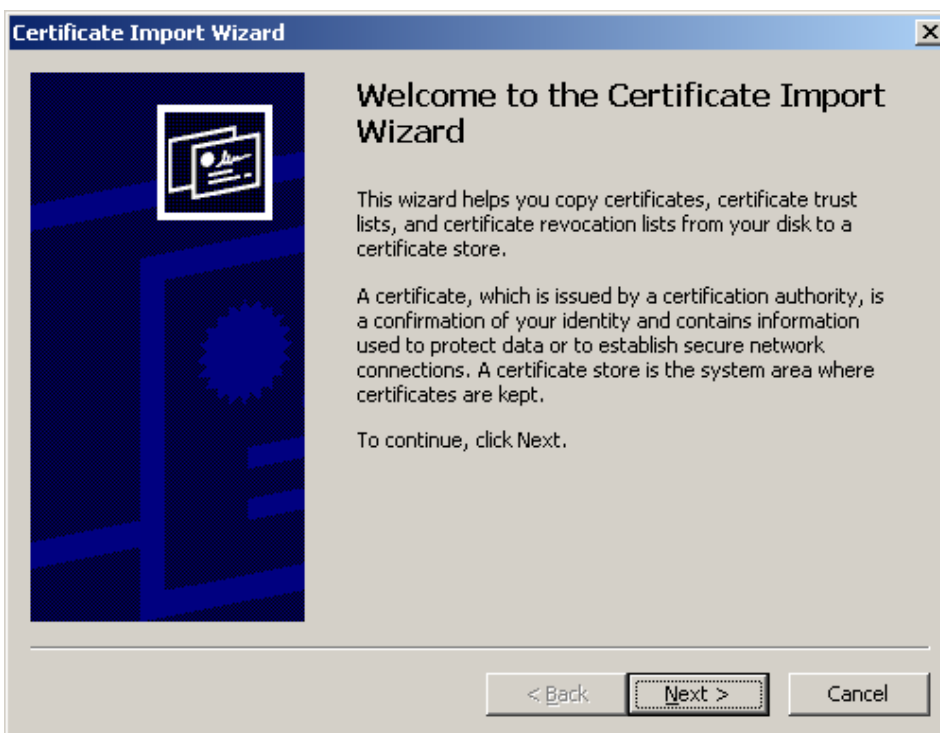 Certificate Import Wizard
Welcome to the Certificate Import
Wizard
This wizard helps you copy certificates, certificate trust
lists, and certificate revocation lists from your disk to a
certificate store.
A certificate, which is issued by a certification authority, is
a confirmation of your identity and contains information
used to protect data or to establish secure network
connections. A certificate store is the system area where
certificates are kept.
To continue, click Next.
< Back
Next >
Cancel